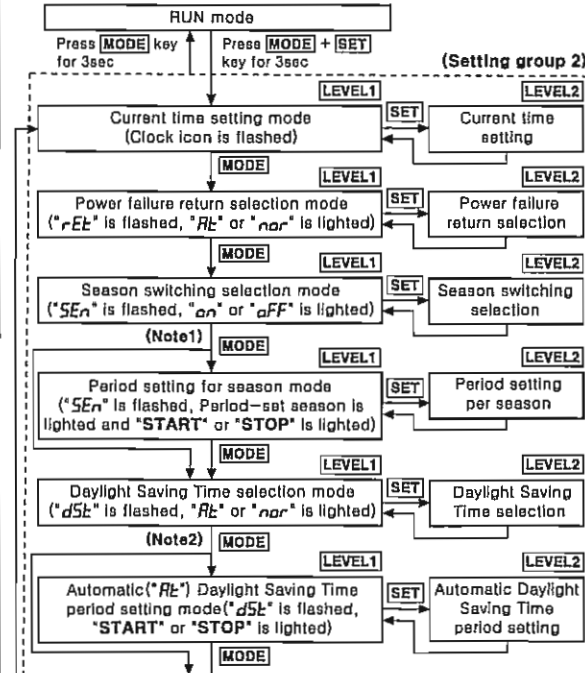 RUN mode
Press MODE key
for 3sec
Press MODE + SET
key for 3sec
(Setting group 2)
LEVEL1
Current time setting mode
(Clock icon is flashed)
SET
LEVEL2
Current time
setting
MODE
LEVEL1
Power failure return selection mode
("rEt" is flashed, "At" or "nor" is lighted)
SET
LEVEL2
Power failure
return selection
MODE
LEVEL1
Season switching selection mode
("SEn" is flashed, "on" or "oFF" is lighted)
SET
LEVEL2
Season switching
selection
(Note1)
MODE
LEVEL1
Period setting for season mode
("SEn" is flashed, Period-set season is
lighted and "START" or "STOP" is lighted)
SET
LEVEL2
Period setting
per season
MODE
LEVEL1
Daylight Saving Time selection mode
("dSt" is flashed, "At" or "nor" is lighted)
SET
LEVEL2
Daylight Saving
Time selection
(Note2)
MODE
LEVEL1
Automatic("At") Daylight Saving Time
period setting mode("dSt" is flashed,
"START" or "STOP" is lighted)
SET
LEVEL2
Automatic Daylight
Saving Time
period setting
MODE